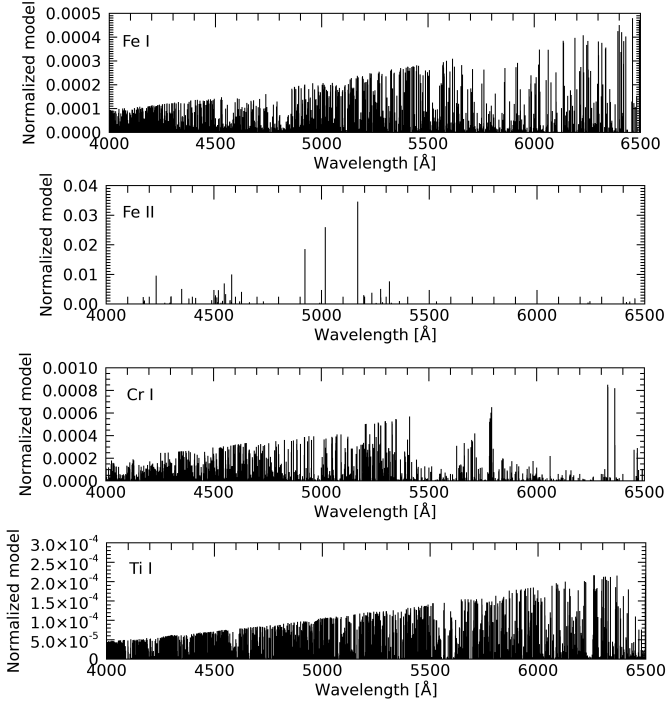 0.0005
0.0004
0.0003
0.0002
0.0001
0.0000
Normalized model
Fe I
4000 4500 5000 5500 6000 6500
Wavelength [Å]
0.04
0.03
0.02
0.01
0.00
Normalized model
Fe II
4000 4500 5000 5500 6000 6500
Wavelength [Å]
0.0010
0.0008
0.0006
0.0004
0.0002
0.0000
Normalized model
Cr I
4000 4500 5000 5500 6000 6500
Wavelength [Å]
3.0×10⁻⁴
2.5×10⁻⁴
2.0×10⁻⁴
1.5×10⁻⁴
1.0×10⁻⁴
5.0×10⁻⁵
0
Normalized model
Ti I
4000 4500 5000 5500 6000 6500
Wavelength [Å]